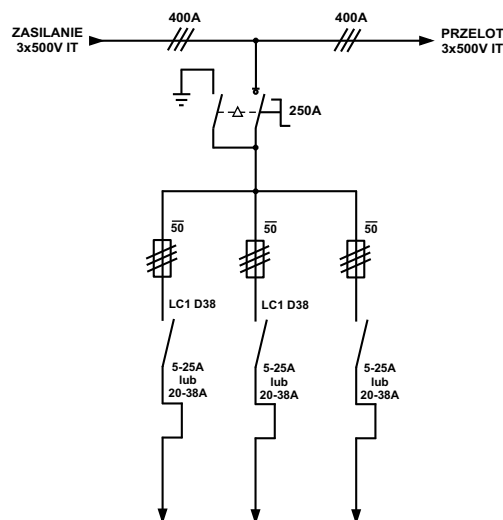 400A
400A
ZASILANIE
3x500V IT
PRZELOT
3x500V IT
250A
50
50
50
LC1 D38
LC1 D38
5-25A
lub
20-38A
5-25A
lub
20-38A
5-25A
lub
20-38A